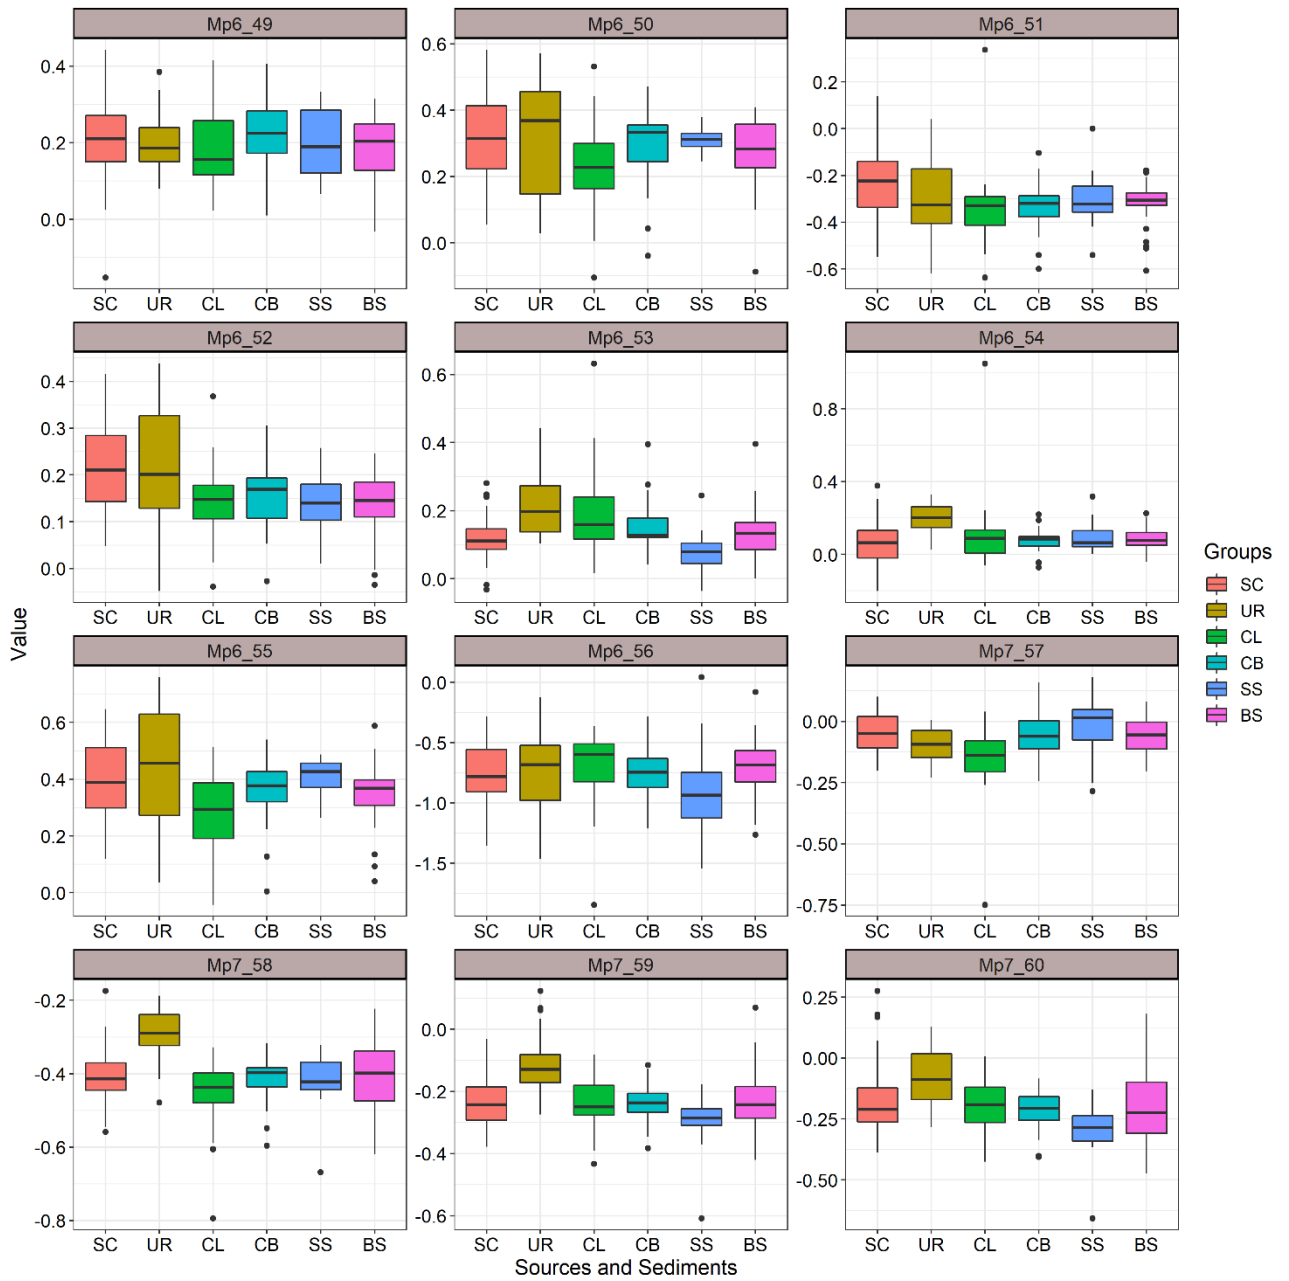 Mp6_49 Mp6_50 Mp6_51
0.4 0.2 0.0
0.6 0.4 0.2 0.0
0.2 0.0 -0.2 -0.4 -0.6
SC UR CL CB SS BS SC UR CL CB SS BS SC UR CL CB SS BS
Mp6_52 Mp6_53 Mp6_54
0.4 0.3 0.2 0.1 0.0
0.6 0.4 0.2 0.0
0.8 0.4 0.0
SC UR CL CB SS BS SC UR CL CB SS BS SC UR CL CB SS BS
Mp6_55 Mp6_56 Mp7_57
0.6 0.4 0.2 0.0
0.0 -0.5 -1.0 -1.5
0.00 -0.25 -0.50 -0.75
SC UR CL CB SS BS SC UR CL CB SS BS SC UR CL CB SS BS
Mp7_58 Mp7_59 Mp7_60
-0.2 -0.4 -0.6 -0.8
0.0 -0.2 -0.4 -0.6
0.25 0.00 -0.25 -0.50
SC UR CL CB SS BS SC UR CL CB SS BS SC UR CL CB SS BS
Value
Sources and Sediments
Groups
SC
UR
CL
CB
SS
BS